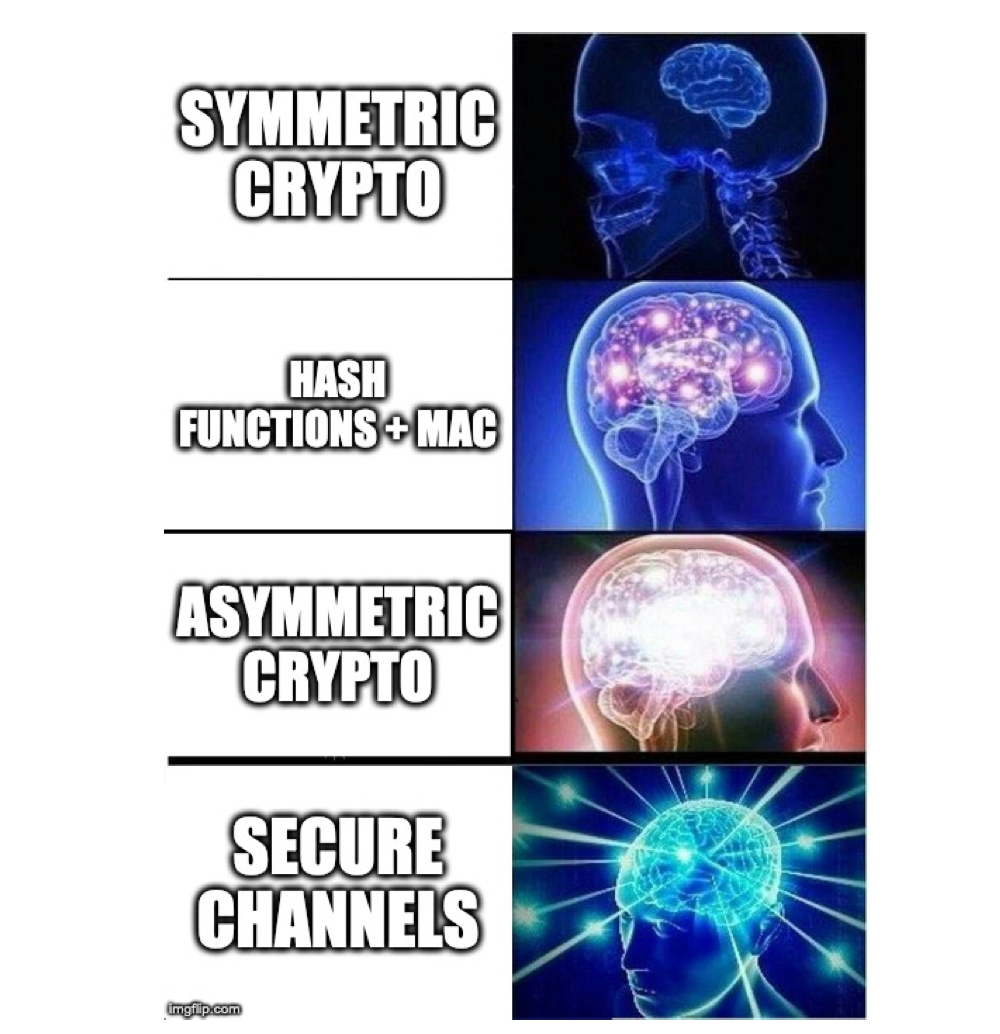 SYMMETRIC
CRYPTO
HASH
FUNCTIONS + MAC
ASYMMETRIC
CRYPTO
SECURE
CHANNELS
imgflip.com